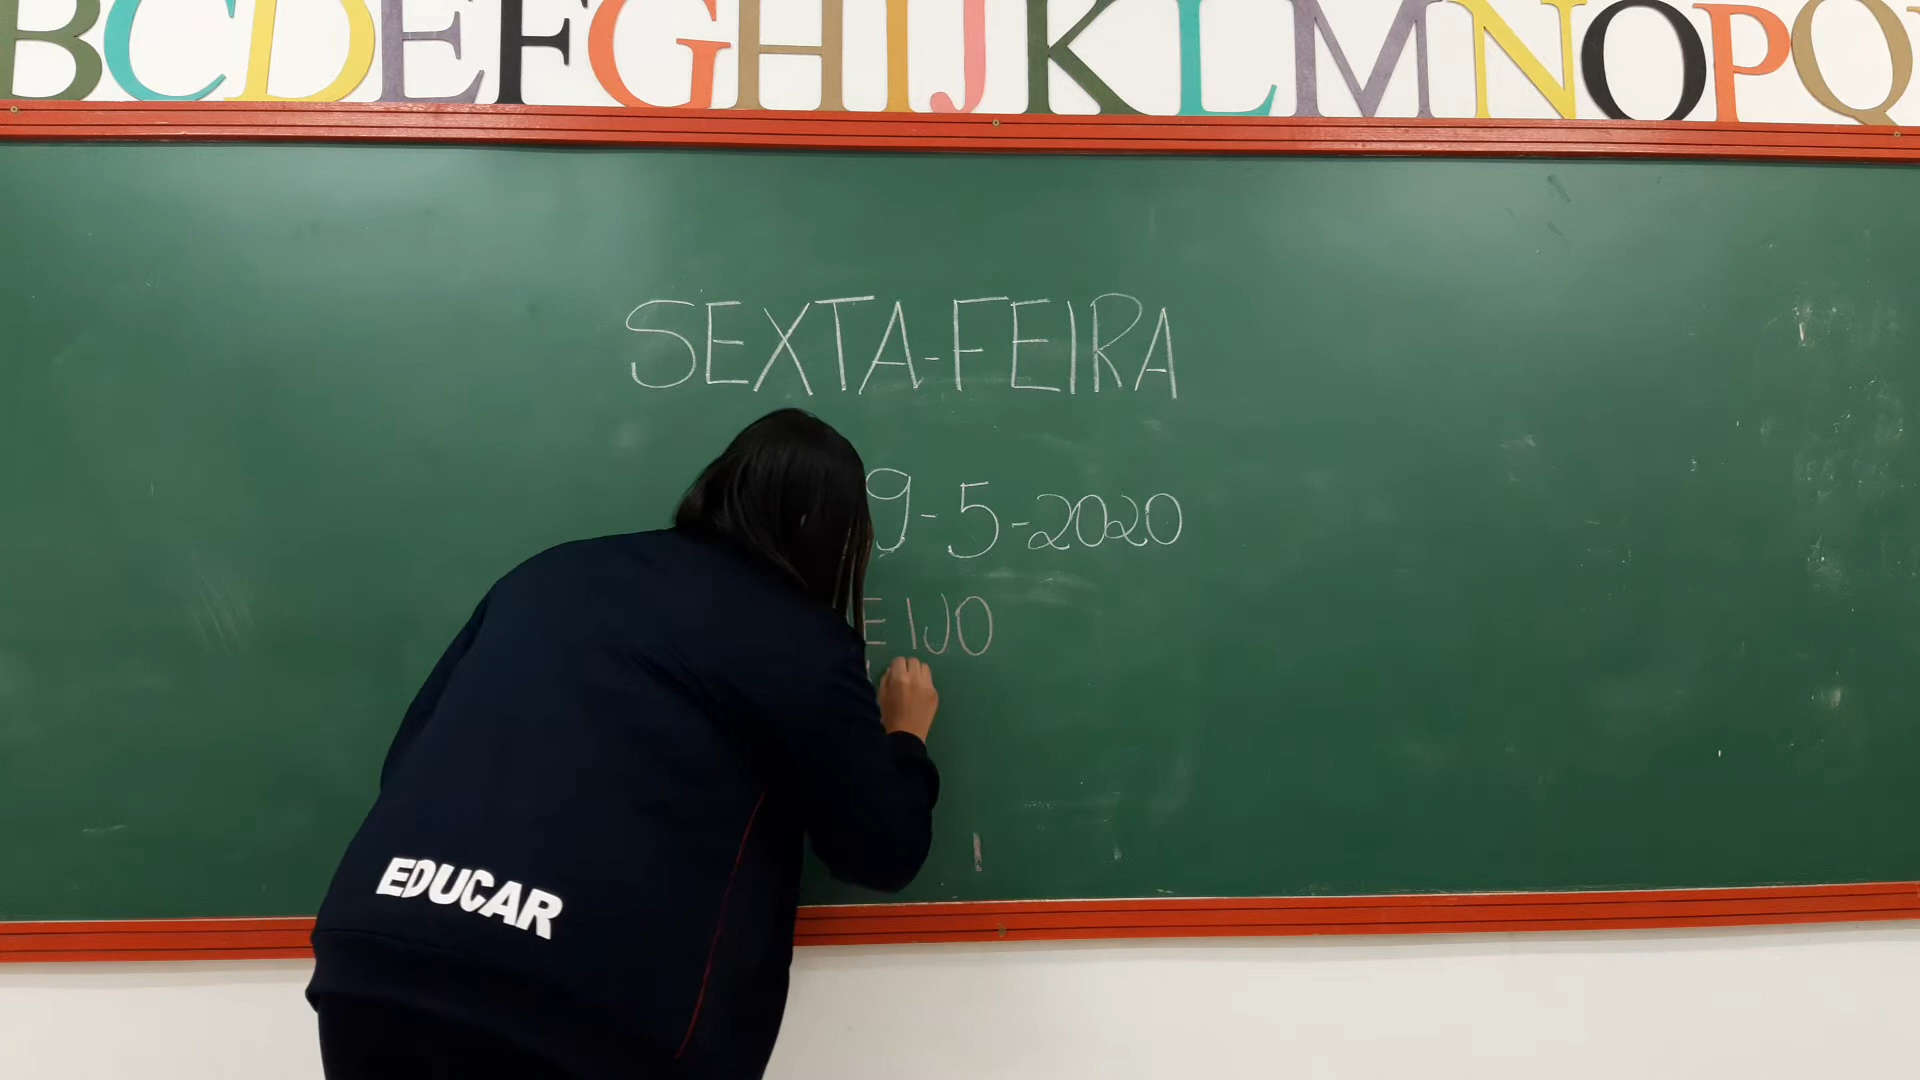 BCDEFGHIJKLMNOPQ
SEXTA-FEIRA
9-5-2020
EIJO
EDUCAR